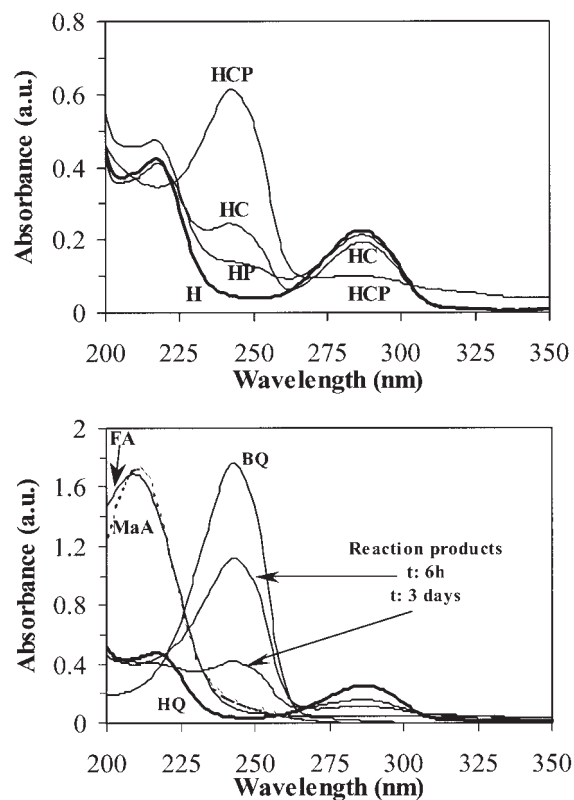 0.8
HCP
0.6
Absorbance (a.u.)
0.4
HC
0.2
HP
HC
H
HCP
0
200 225 250 275 300 325 350
Wavelength (nm)
2
FA
BQ
1.6
MaA
Reaction products
t: 6h
t: 3 days
1.2
Absorbance (a.u.)
0.8
0.4
HQ
0
200 225 250 275 300 325 350
Wavelength (nm)